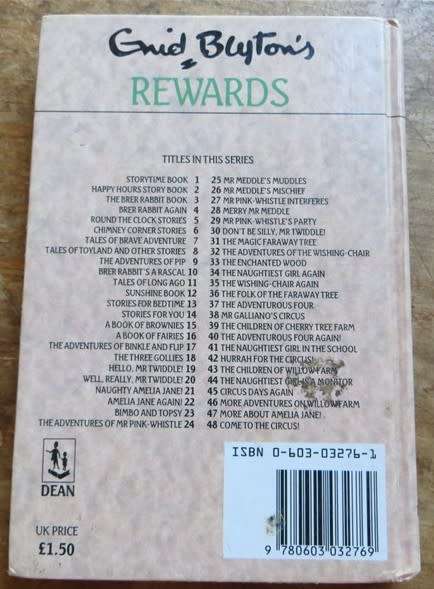 Enid Blyton's
REWARDS
TITLES IN THIS SERIES
STORYTIME BOOK 1
HAPPY HOURS STORY BOOK 2
THE BRER RABBIT BOOK 3
BRER RABBIT AGAIN 4
ROUND THE CLOCK STORIES 5
CHIMNEY CORNER STORIES 6
TALES OF BRAVE ADVENTURE 7
TALES OF TOYLAND AND OTHER STORIES 8
THE ADVENTURES OF PIP 9
BRER RABBIT'S A RASCAL 10
TALES OF LONG AGO 11
SUNSHINE BOOK 12
STORIES FOR BEDTIME 13
STORIES FOR YOU 14
A BOOK OF BROWNIES 15
A BOOK OF FAIRIES 16
THE ADVENTURES OF BINKLE AND FLIP 17
THE THREE GOLLIES 18
HELLO, MR TWIDDLE! 19
WELL, REALLY, MR TWIDDLE! 20
NAUGHTY AMELIA JANE! 21
AMELIA JANE AGAIN! 22
BIMBO AND TOPSY 23
THE ADVENTURES OF MR PINK-WHISTLE 24
25 MR MEDDLE'S MUDDLES
26 MR MEDDLE'S MISCHIEF
27 MR PINK-WHISTLE INTERFERES
28 MERRY MR MEDDLE
29 MR PINK-WHISTLE'S PARTY
30 DON'T BE SILLY, MR TWIDDLE!
31 THE MAGIC FARAWAY TREE
32 THE ADVENTURES OF THE WISHING-CHAIR
33 THE ENCHANTED WOOD
34 THE NAUGHTIEST GIRL AGAIN
35 THE WISHING-CHAIR AGAIN
36 THE FOLK OF THE FARAWAY TREE
37 THE ADVENTUROUS FOUR
38 MR GALLIANO'S CIRCUS
39 THE CHILDREN OF CHERRY TREE FARM
40 THE ADVENTUROUS FOUR AGAIN!
41 THE NAUGHTIEST GIRL IN THE SCHOOL
42 HURRAH FOR THE CIRCUS!
43 THE CHILDREN OF WILLOW FARM
44 THE NAUGHTIEST GIRL IS A MONITOR
45 CIRCUS DAYS AGAIN
46 MORE ADVENTURES ON WILLOW FARM
47 MORE ABOUT AMELIA JANE!
48 COME TO THE CIRCUS!
DEAN
UK PRICE
£1.50
ISBN 0-603-03276-1
9 780603 032769